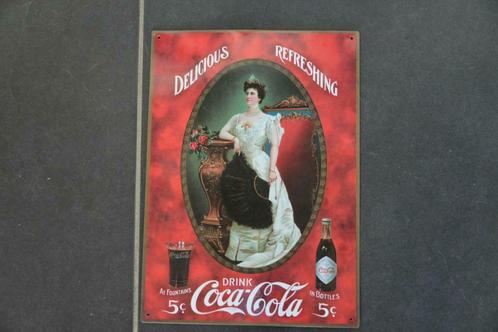 DELICIOUS
REFRESHING
DRINK
Coca-Cola
AT FOUNTAINS
5¢
IN BOTTLES
5¢